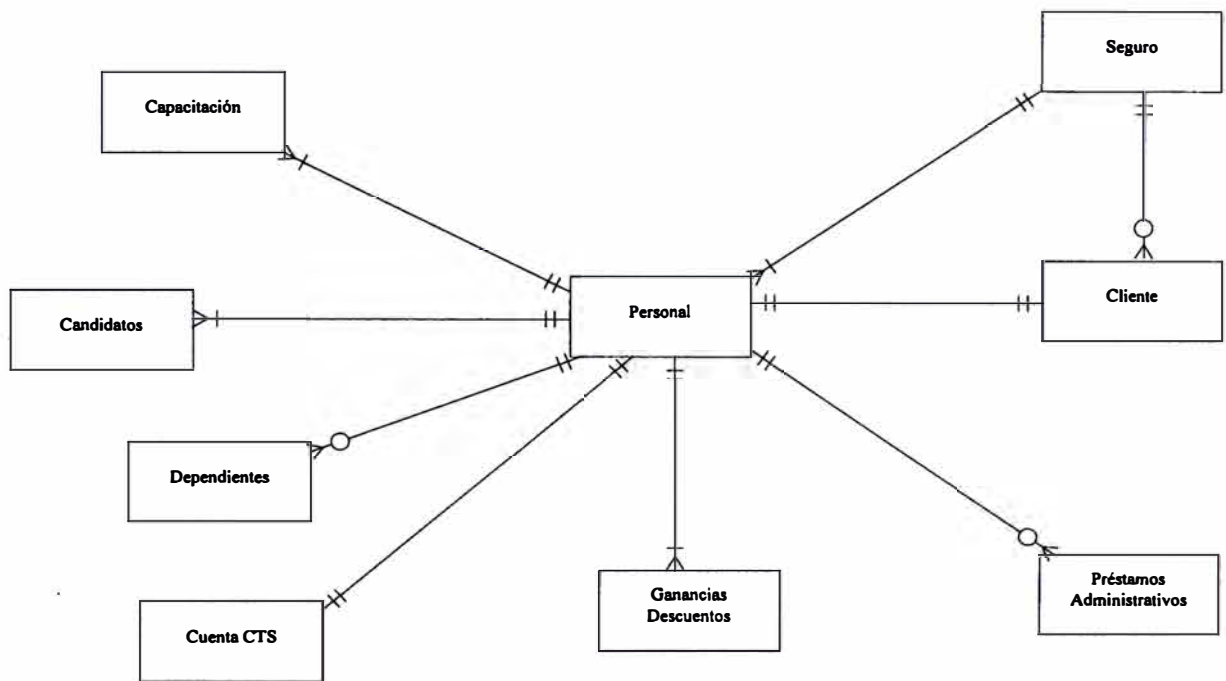 Seguro
Capacitación
Candidatos
Personal
Cliente
Dependientes
Cuenta CTS
Ganancias
Descuentos
Préstamos
Administrativos